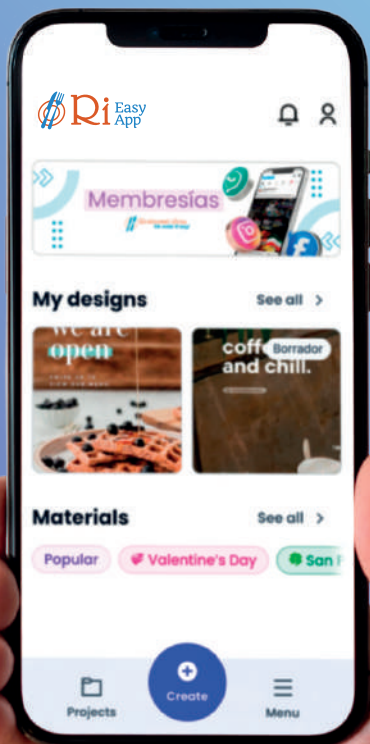 Ri Easy
App
Membresías
My designs
See all >
we are
open
coffe
Borrador
and chill.
Materials
See all >
Popular
Valentine's Day
San
Create
Projects
Menu